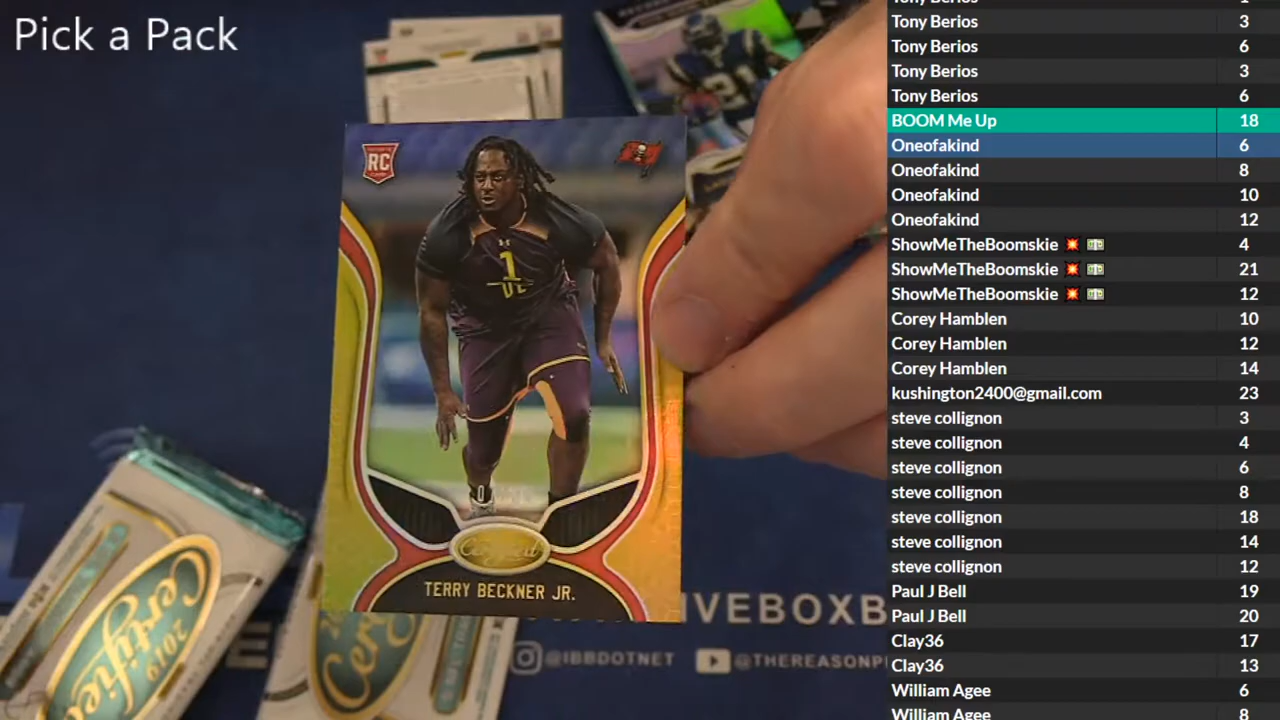 Pick a Pack
RC
21
1
DL
Certified
TERRY BECKNER JR.
2019
Certified
Cer
IVEBOXB
@IBBDOTNET
@THEREASONP
Tony Berios 3
Tony Berios 6
Tony Berios 3
Tony Berios 6
BOOM Me Up 18
Oneofakind 6
Oneofakind 8
Oneofakind 10
Oneofakind 12
ShowMeTheBoomskie 💥 💵 4
ShowMeTheBoomskie 💥 💵 21
ShowMeTheBoomskie 💥 💵 12
Corey Hamblen 10
Corey Hamblen 12
Corey Hamblen 14
kushington2400@gmail.com 23
steve collignon 3
steve collignon 4
steve collignon 6
steve collignon 8
steve collignon 18
steve collignon 14
steve collignon 12
Paul J Bell 19
Paul J Bell 20
Clay36 17
Clay36 13
William Agee 6
William Agee 8